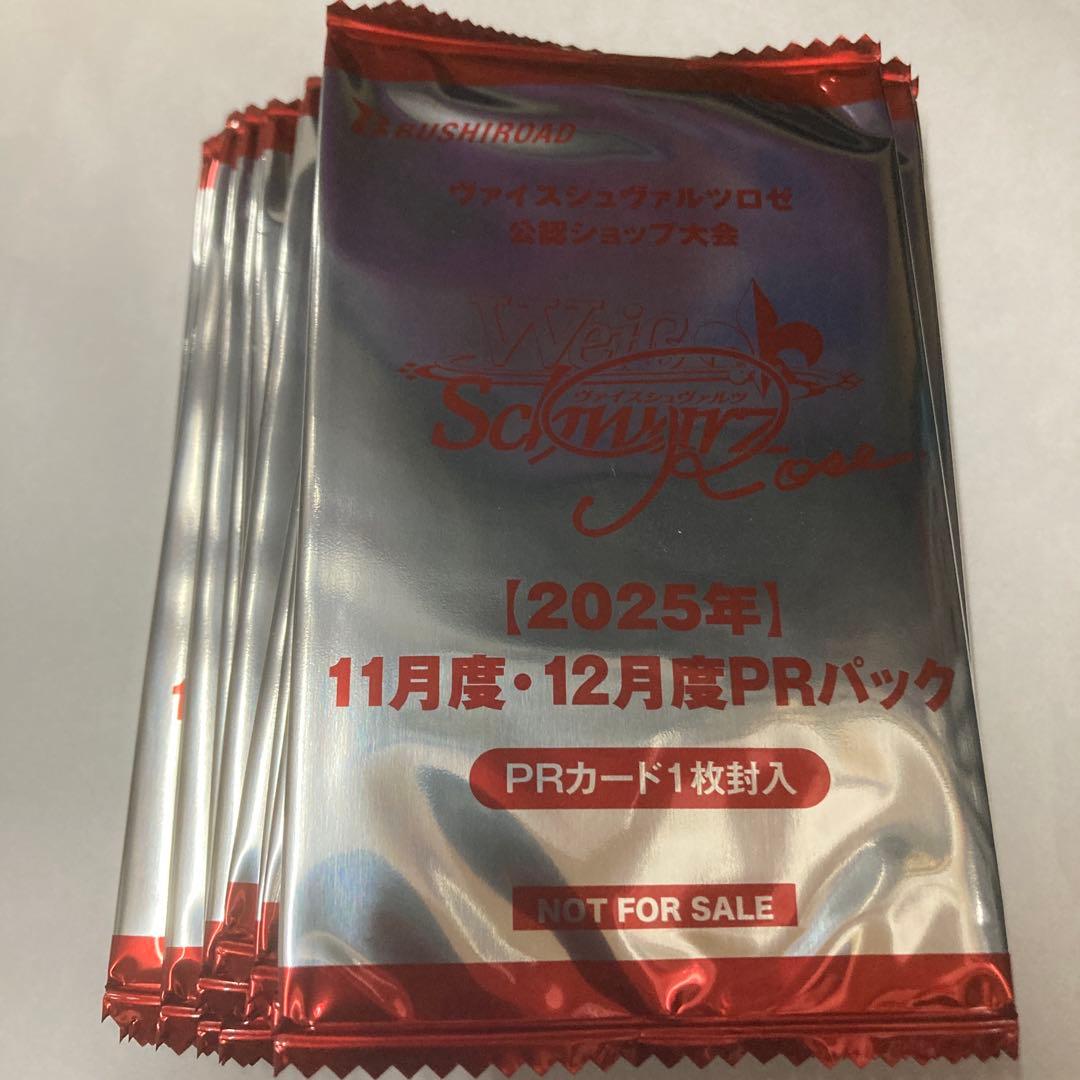 BUSHIROAD
ヴァイスシュヴァルツロゼ
公認ショップ大会
Weiß
Schwarz
ヴァイスシュヴァルツ
Rose
【2025年】
11月度・12月度PRパック
PRカード1枚封入
NOT FOR SALE
1